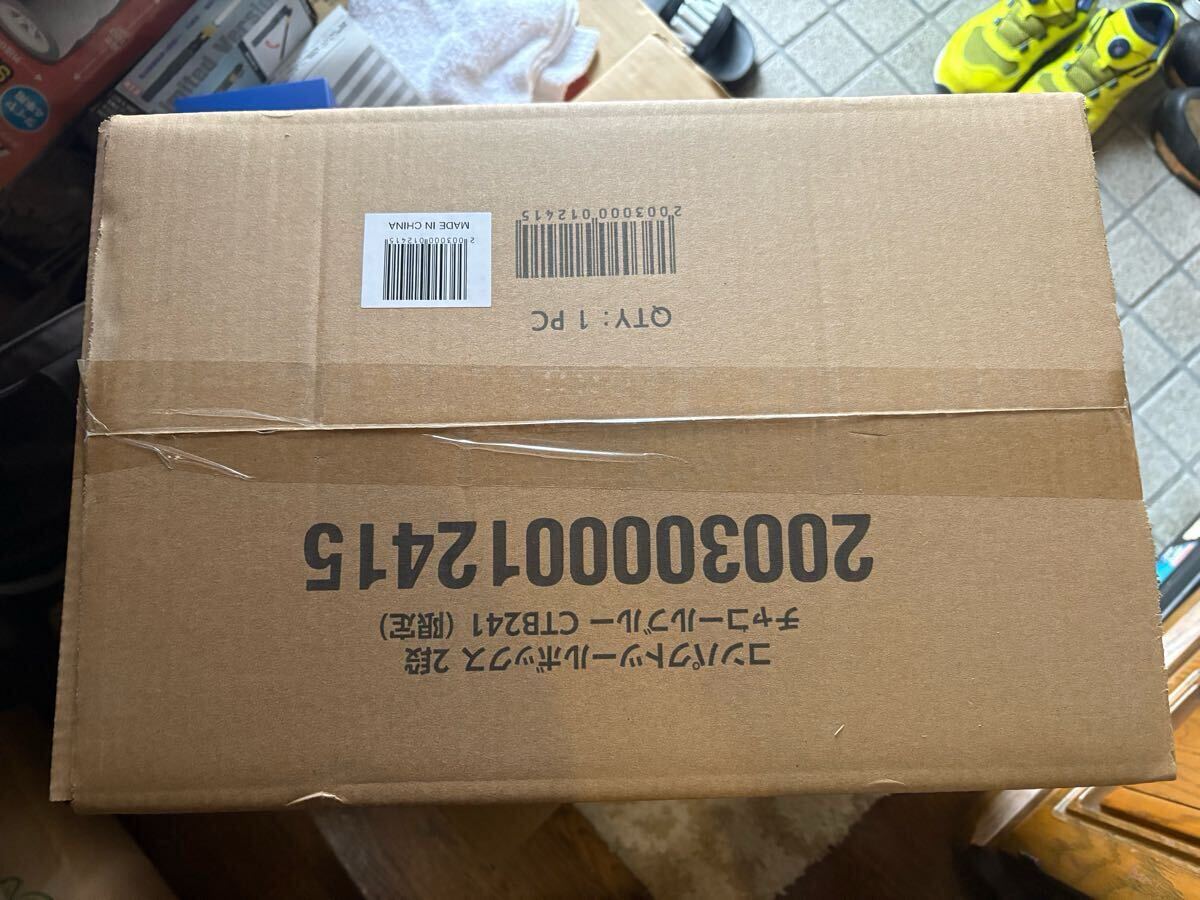 コンパクトツールボックス 2段
チャコールブルー CTB241（限定）
2003000012415
QTY: 1 PC
2003000012415
2003000012415
MADE IN CHINA